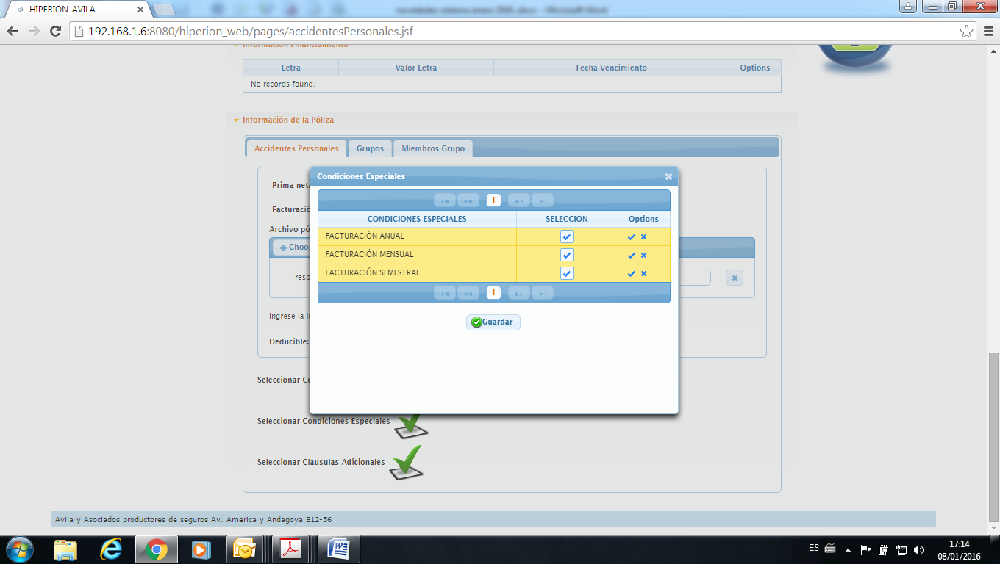 HIPERION-AVILA
novedades sistema enero 2016 .docx - Microsoft Word
192.168.1.6:8080/hiperion_web/pages/accidentesPersonales.jsf
Información Financiamiento
Letra Valor Letra Fecha Vencimiento Options
No records found.
Información de la Póliza
Accidentes Personales Grupos Miembros Grupo
Condiciones Especiales
Prima neta
1
Facturació
CONDICIONES ESPECIALES SELECCIÓN Options
Archivo pó
FACTURACIÓN ANUAL
Choo
FACTURACIÓN MENSUAL
resp
FACTURACIÓN SEMESTRAL
1
Ingrese la i
Guardar
Deducible:
Seleccionar Co
Seleccionar Condiciones Especiales
Seleccionar Clausulas Adicionales
Avila y Asociados productores de seguros Av. America y Andagoya E12-56
ES
17:14
08/01/2016